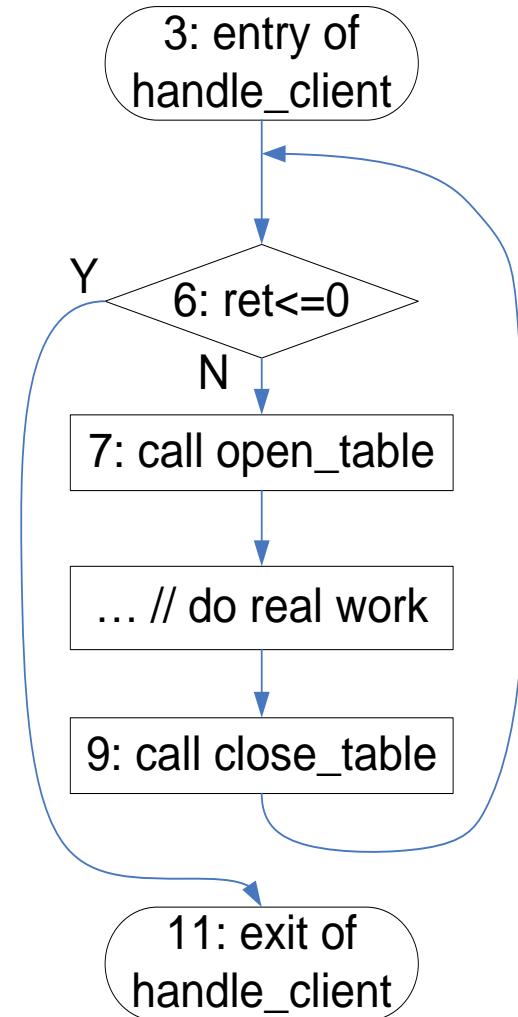 3: entry of
handle_client
Y
6: ret<=0
N
7: call open_table
… // do real work
9: call close_table
11: exit of
handle_client